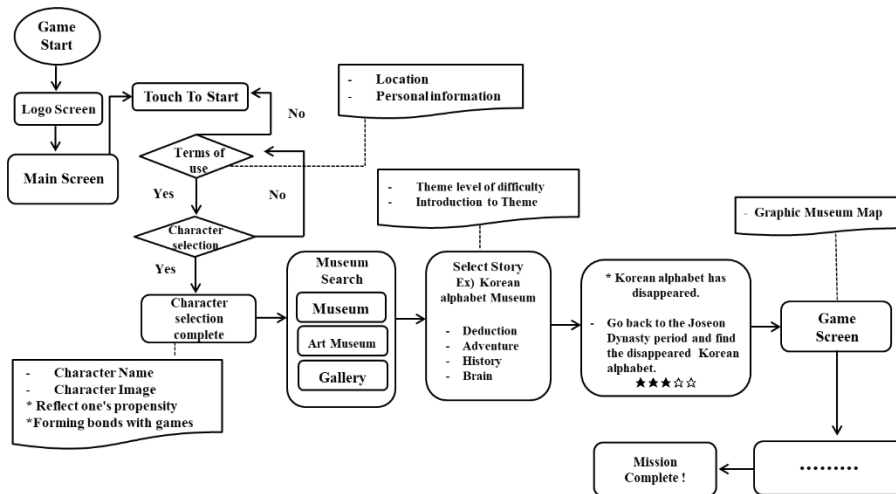 Game
Start
Logo Screen
Main Screen
Touch To Start
No
Terms of
use
- Location
- Personal information
Yes
No
Character
selection
Yes
Character
selection
complete
- Character Name
- Character Image
* Reflect one's propensity
*Forming bonds with games
Museum
Search
Museum
Art Museum
Gallery
- Theme level of difficulty
- Introduction to Theme
Select Story
Ex) Korean
alphabet Museum
- Deduction
- Adventure
- History
- Brain
* Korean alphabet has
disappeared.
- Go back to the Joseon
Dynasty period and find
the disappeared Korean
alphabet.
★★★☆☆
- Graphic Museum Map
Game
Screen
·········
Mission
Complete !